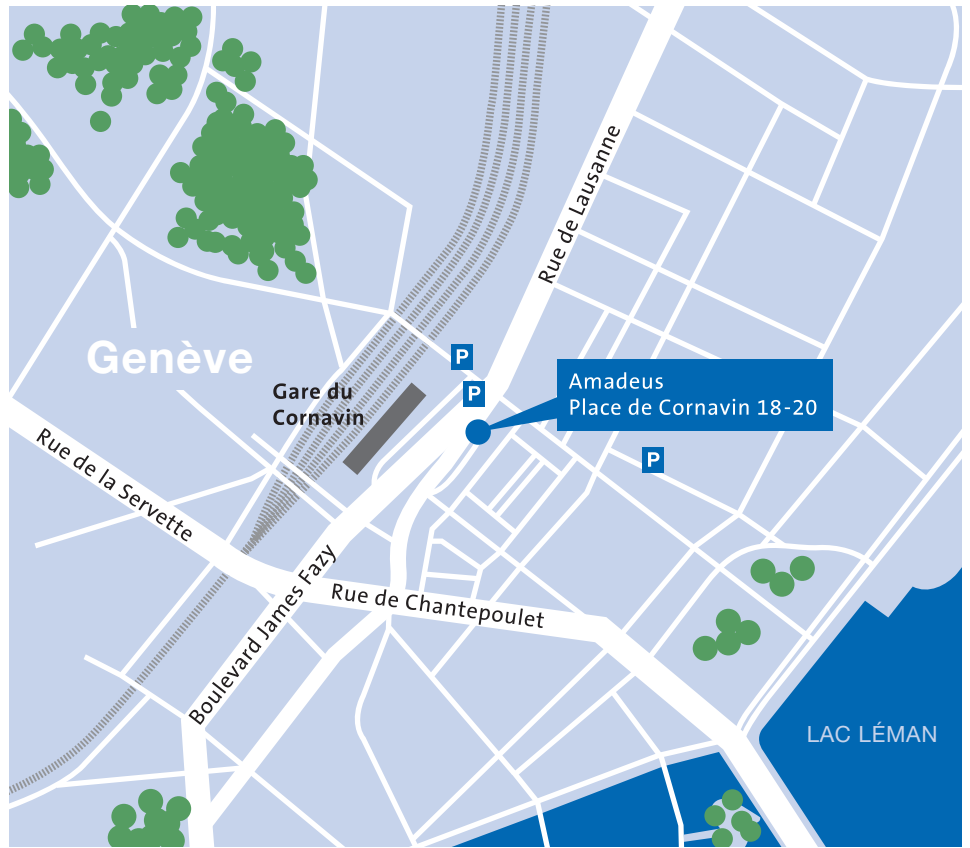 Rue de Lausanne
Genève
P
Gare du
Cornavin
P
Amadeus
Place de Cornavin 18-20
P
Rue de la Servette
Boulevard James Fazy
Rue de Chantepoulet
LAC LÉMAN